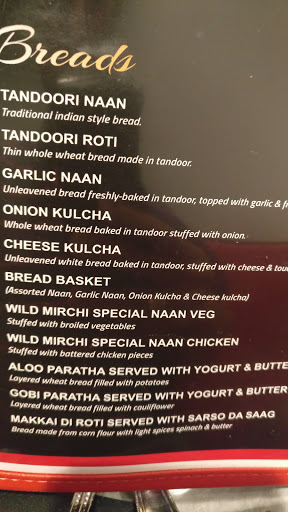 Breads
TANDOORI NAAN
Traditional indian style bread.
TANDOORI ROTI
Thin whole wheat bread made in tandoor.
GARLIC NAAN
Unleavened bread freshly-baked in tandoor, topped with garlic &
ONION KULCHA
Whole wheat bread baked in tandoor stuffed with onion.
CHEESE KULCHA
Unleavened white bread baked in tandoor, stuffed with cheese &
BREAD BASKET
(Assorted Naan, Garlic Naan, Onion Kulcha & Cheese kulcha)
WILD MIRCHI SPECIAL NAAN VEG
Stuffed with broiled vegetables
WILD MIRCHI SPECIAL NAAN CHICKEN
Stuffed with battered chicken pieces
ALOO PARATHA SERVED WITH YOGURT & BUTTE
Layered wheat bread filled with potatoes
GOBI PARATHA SERVED WITH YOGURT & BUTTER
Layered wheat bread filled with cauliflower
MAKKAI DI ROTI SERVED WITH SARSO DA SAAG
Bread made from corn flour with light spices spinach & butter